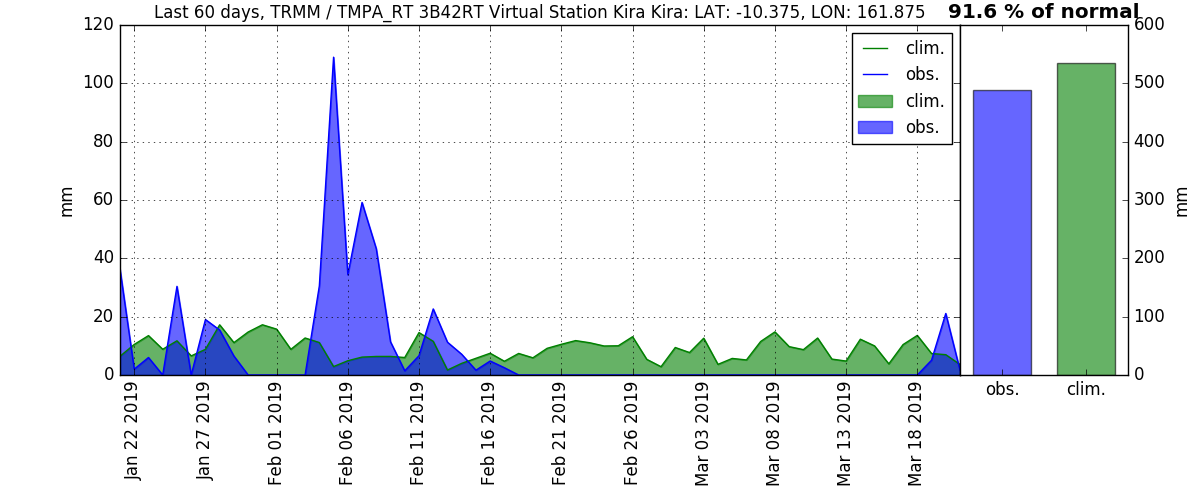 Last 60 days, TRMM / TMPA_RT 3B42RT Virtual Station Kira Kira: LAT: -10.375, LON: 161.875
91.6 % of normal
120
100
80
60
40
20
0
mm
clim.
obs.
clim.
obs.
600
500
400
300
200
100
0
mm
Jan 22 2019
Jan 27 2019
Feb 01 2019
Feb 06 2019
Feb 11 2019
Feb 16 2019
Feb 21 2019
Feb 26 2019
Mar 03 2019
Mar 08 2019
Mar 13 2019
Mar 18 2019
obs.
clim.